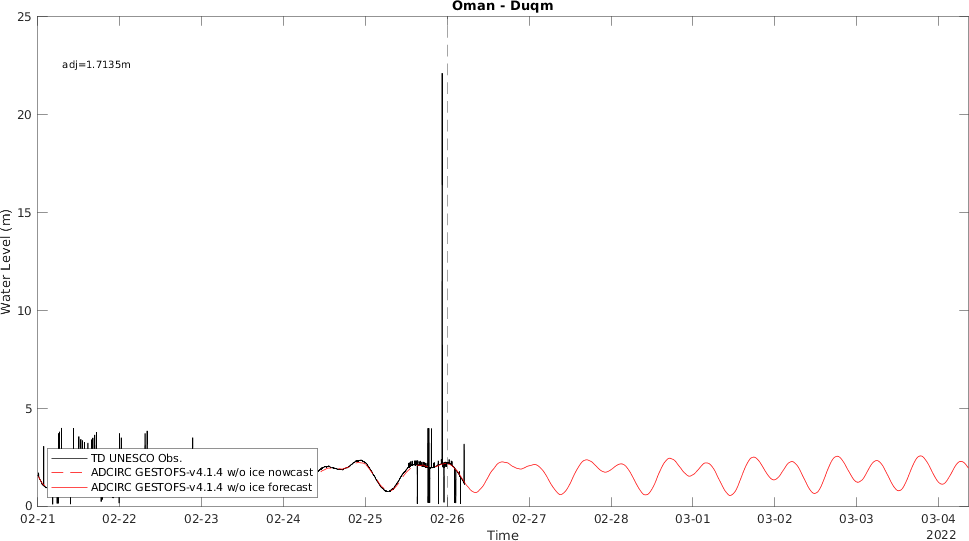 Oman - Duqm
25
20
15
10
5
0
Water Level (m)
adj=1.7135m
TD UNESCO Obs.
ADCIRC GESTOFS-v4.1.4 w/o ice nowcast
ADCIRC GESTOFS-v4.1.4 w/o ice forecast
02-21 02-22 02-23 02-24 02-25 02-26 02-27 02-28 03-01 03-02 03-03 03-04
Time
2022